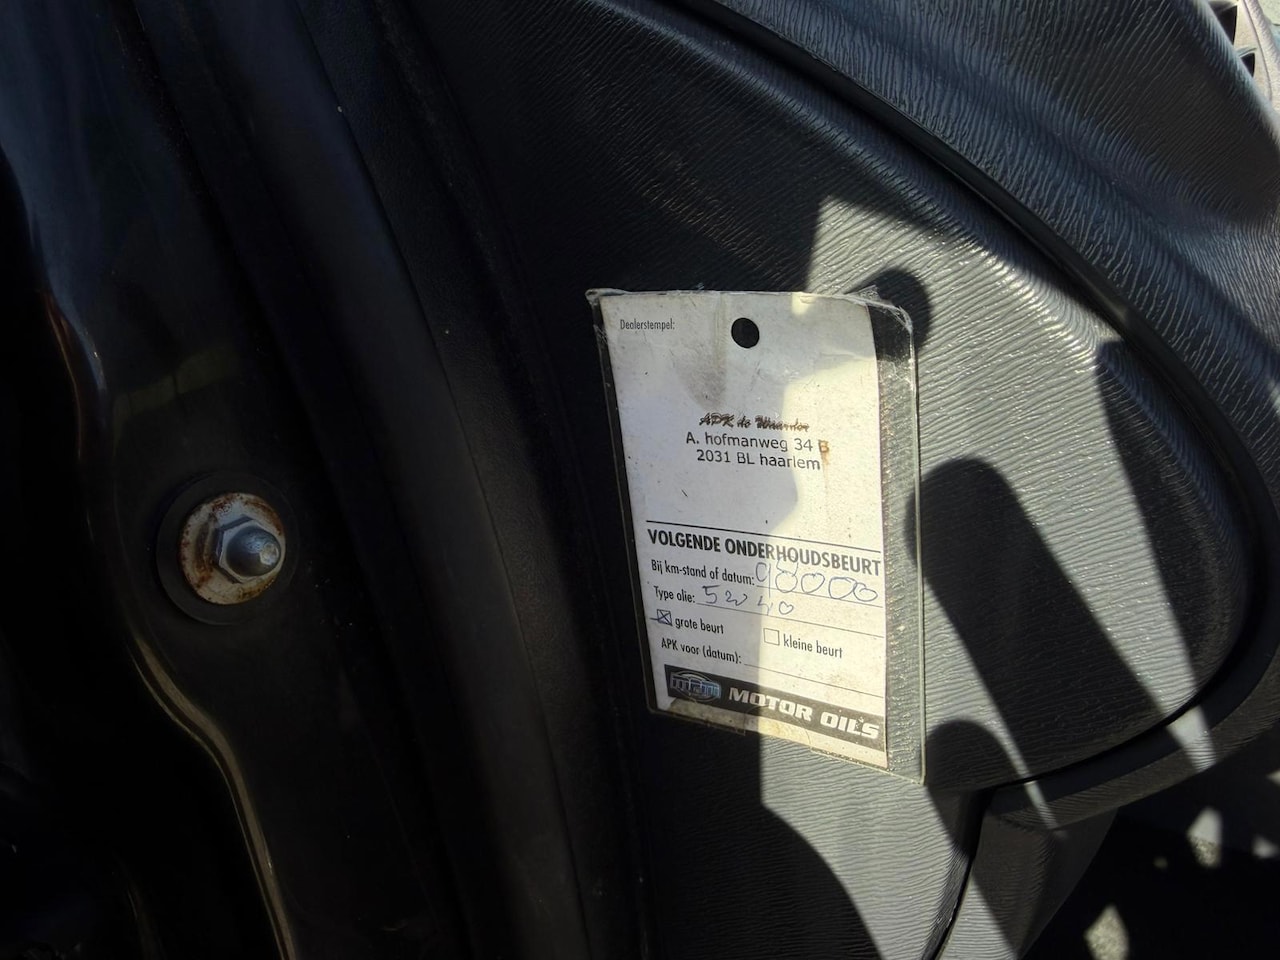 Dealerstempel:
APK de Waarder
A. hofmanweg 34 B
2031 BL haarlem
VOLGENDE ONDERHOUDSBEURT
Bij km-stand of datum: 98000
Type olie: 5w40
grote beurt
kleine beurt
APK voor (datum):
MOTOR OILS